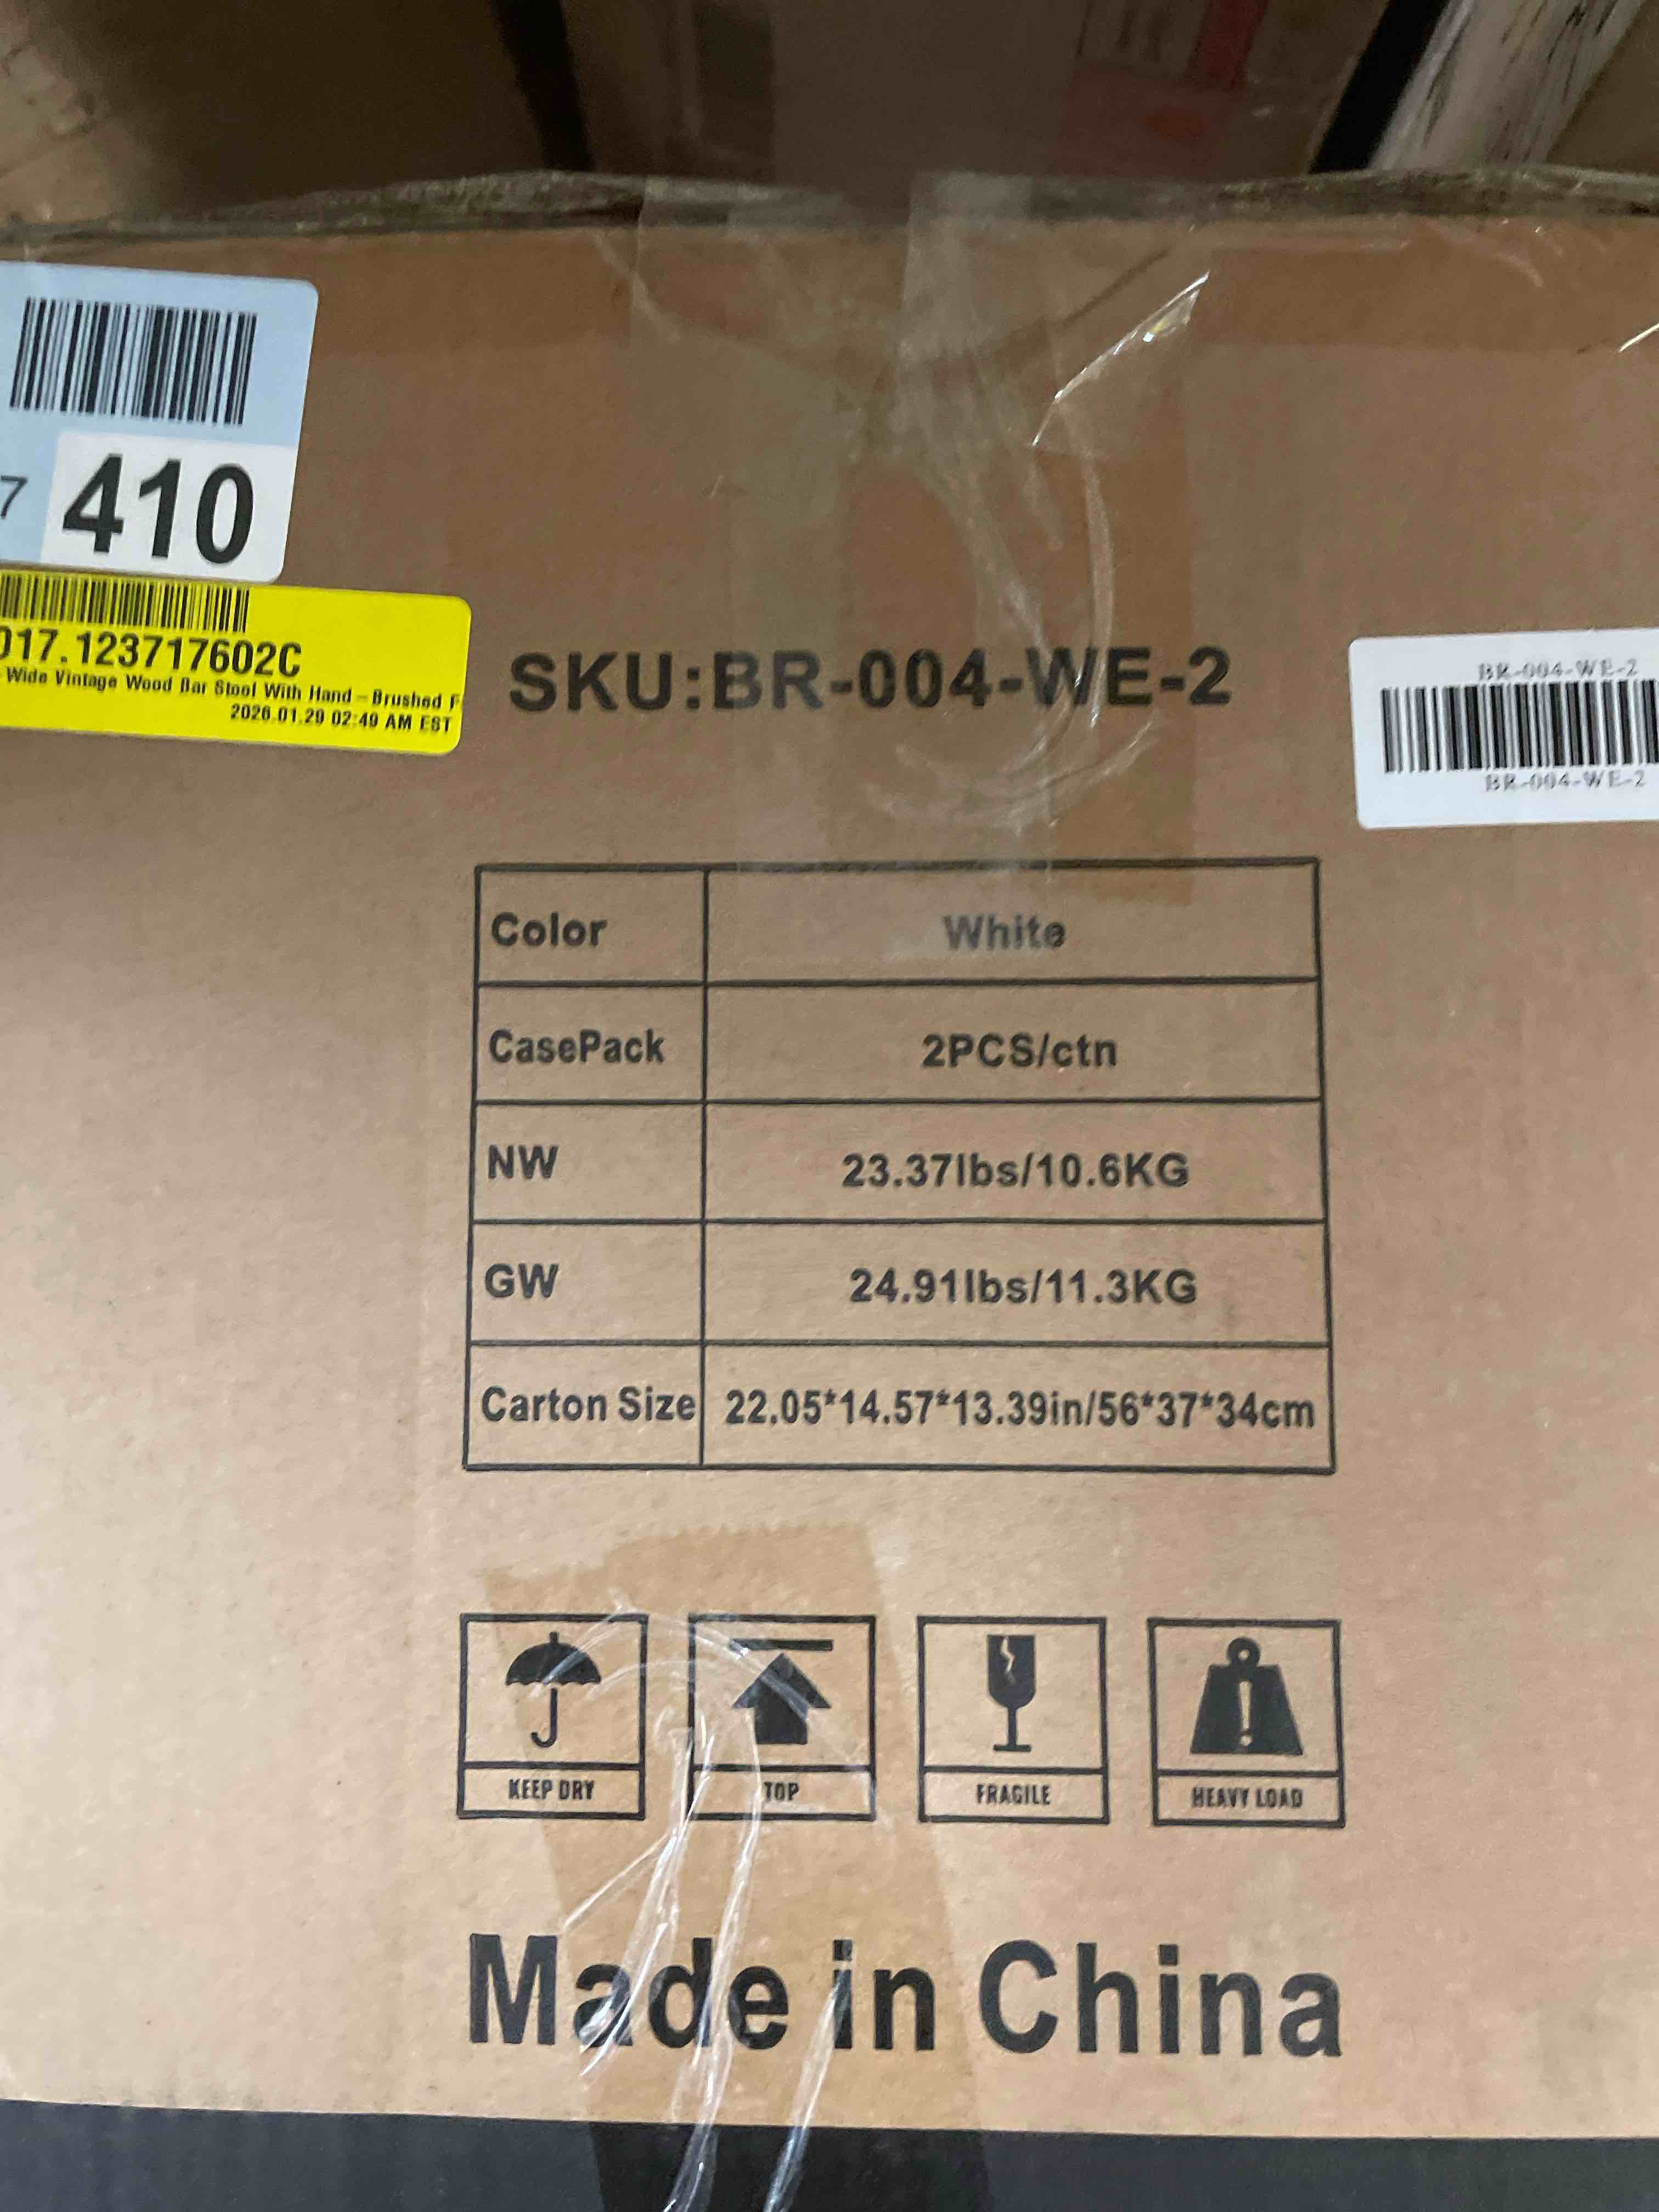 7 410
017.123717602C
Wide Vintage Wood Bar Stool With Hand-Brushed F
2026.01.29 02:49 AM EST
SKU:BR-004-WE-2
BR-004-WE-2
BR-004-WE-2
Color White
CasePack 2PCS/ctn
NW 23.37lbs/10.6KG
GW 24.91lbs/11.3KG
Carton Size 22.05*14.57*13.39in/56*37*34cm
KEEP DRY
TOP
FRAGILE
HEAVY LOAD
Made in China